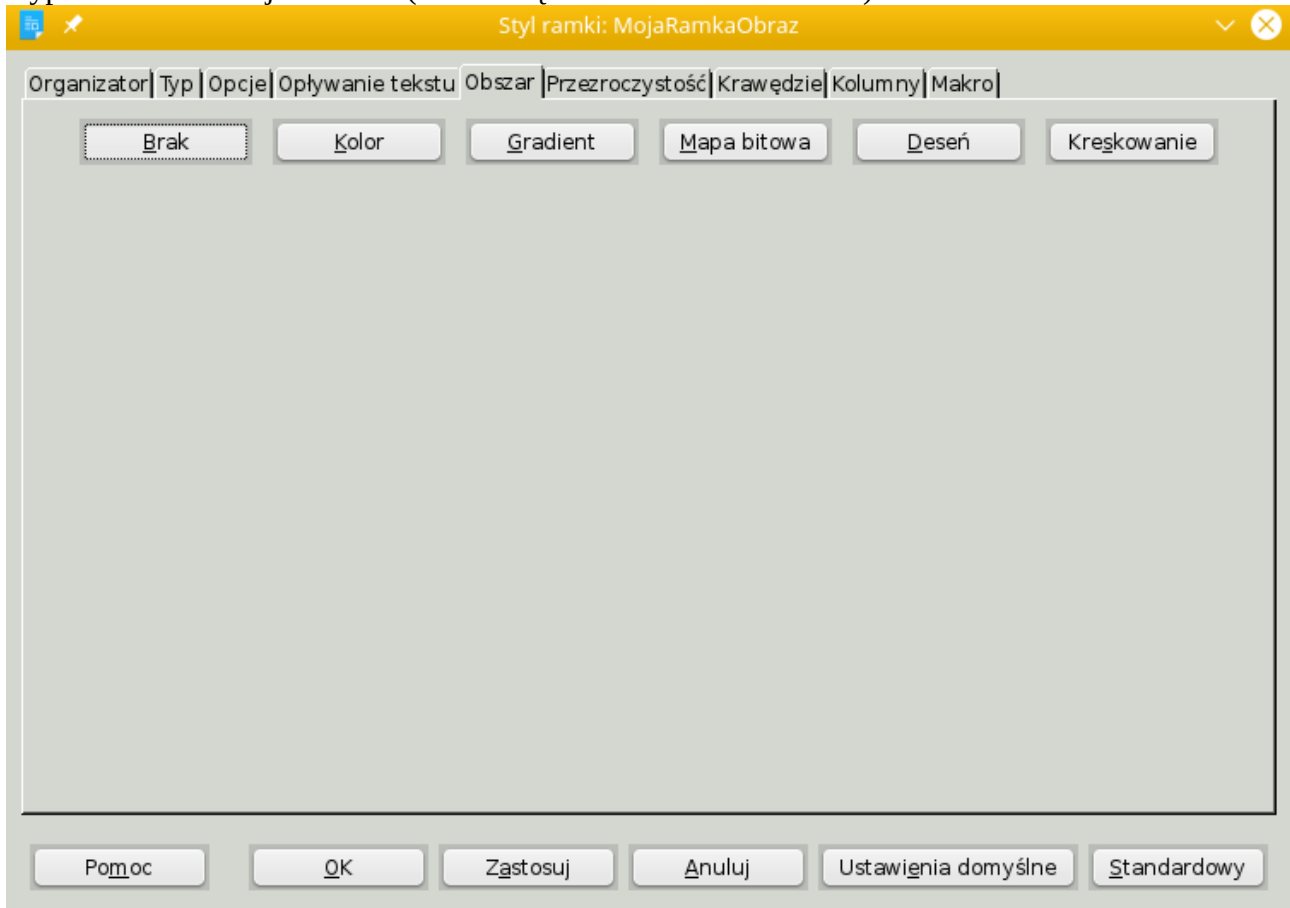 Styl ramki: MojaRamkaObraz
Organizator Typ Opcje Opływanie tekstu Obszar Przezroczystość Krawędzie Kolumny Makro
Brak Kolor Gradient Mapa bitowa Deseń Kreskowanie
Pomoc OK Zastosuj Anuluj Ustawienia domyślne Standardowy